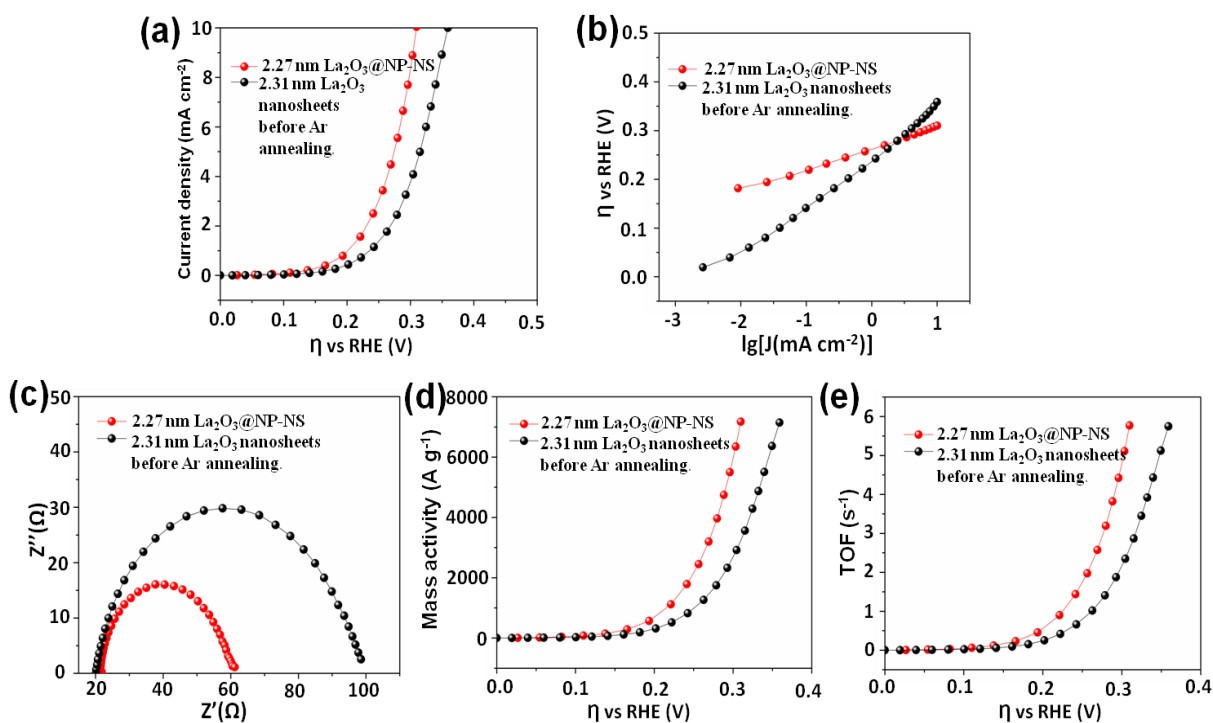 (a)
10
8
6
4
2
0
Current density (mA cm⁻²)
2.27 nm La₂O₃@NP-NS
2.31 nm La₂O₃
nanosheets
before Ar
annealing.
0.0 0.1 0.2 0.3 0.4 0.5
η vs RHE (V)
(b)
0.5
0.4
0.3
0.2
0.1
0.0
η vs RHE (V)
2.27 nm La₂O₃@NP-NS
2.31 nm La₂O₃ nanosheets
before Ar annealing.
-3 -2 -1 0 1
lg[J(mA cm⁻²)]
(c)
50
40
30
20
10
0
Z''(Ω)
2.27 nm La₂O₃@NP-NS
2.31 nm La₂O₃ nanosheets
before Ar annealing.
20 40 60 80 100
Z'(Ω)
(d)
8000
6000
4000
2000
0
Mass activity (A g⁻¹)
2.27 nm La₂O₃@NP-NS
2.31 nm La₂O₃ nanosheets
before Ar annealing.
0.0 0.1 0.2 0.3 0.4
η vs RHE (V)
(e)
6
5
4
3
2
1
0
TOF (s⁻¹)
2.27 nm La₂O₃@NP-NS
2.31 nm La₂O₃ nanosheets
before Ar annealing.
0.0 0.1 0.2 0.3 0.4
η vs RHE (V)